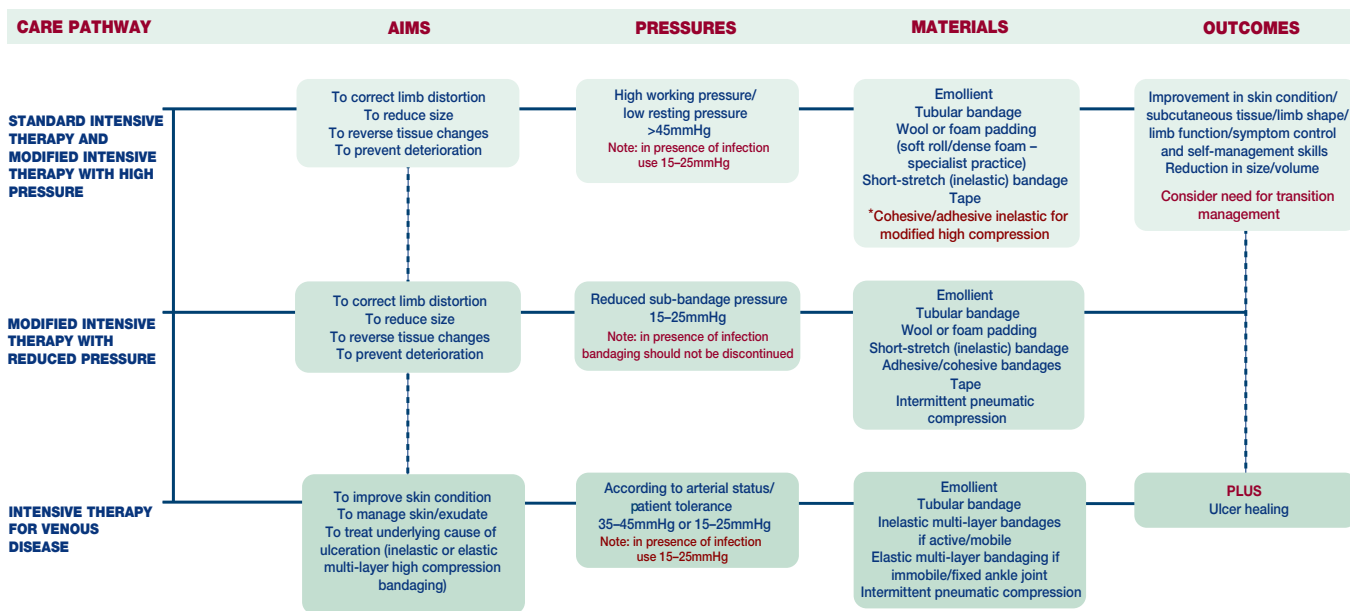 CARE PATHWAY
AIMS
PRESSURES
MATERIALS
OUTCOMES
STANDARD INTENSIVE
THERAPY AND
MODIFIED INTENSIVE
THERAPY WITH HIGH
PRESSURE
To correct limb distortion
To reduce size
To reverse tissue changes
To prevent deterioration
High working pressure/
low resting pressure
>45mmHg
Note: in presence of infection
use 15–25mmHg
Emollient
Tubular bandage
Wool or foam padding
(soft roll/dense foam –
specialist practice)
Short-stretch (inelastic) bandage
Tape
*Cohesive/adhesive inelastic for
modified high compression
Improvement in skin condition/
subcutaneous tissue/limb shape/
limb function/symptom control
and self-management skills
Reduction in size/volume
Consider need for transition
management
MODIFIED INTENSIVE
THERAPY WITH
REDUCED PRESSURE
To correct limb distortion
To reduce size
To reverse tissue changes
To prevent deterioration
Reduced sub-bandage pressure
15–25mmHg
Note: in presence of infection
bandaging should not be discontinued
Emollient
Tubular bandage
Wool or foam padding
Short-stretch (inelastic) bandage
Adhesive/cohesive bandages
Tape
Intermittent pneumatic
compression
INTENSIVE THERAPY
FOR VENOUS
DISEASE
To improve skin condition
To manage skin/exudate
To treat underlying cause of
ulceration (inelastic or elastic
multi-layer high compression
bandaging)
According to arterial status/
patient tolerance
35–45mmHg or 15–25mmHg
Note: in presence of infection
use 15–25mmHg
Emollient
Tubular bandage
Inelastic multi-layer bandages
if active/mobile
Elastic multi-layer bandaging if
immobile/fixed ankle joint
Intermittent pneumatic compression
PLUS
Ulcer healing